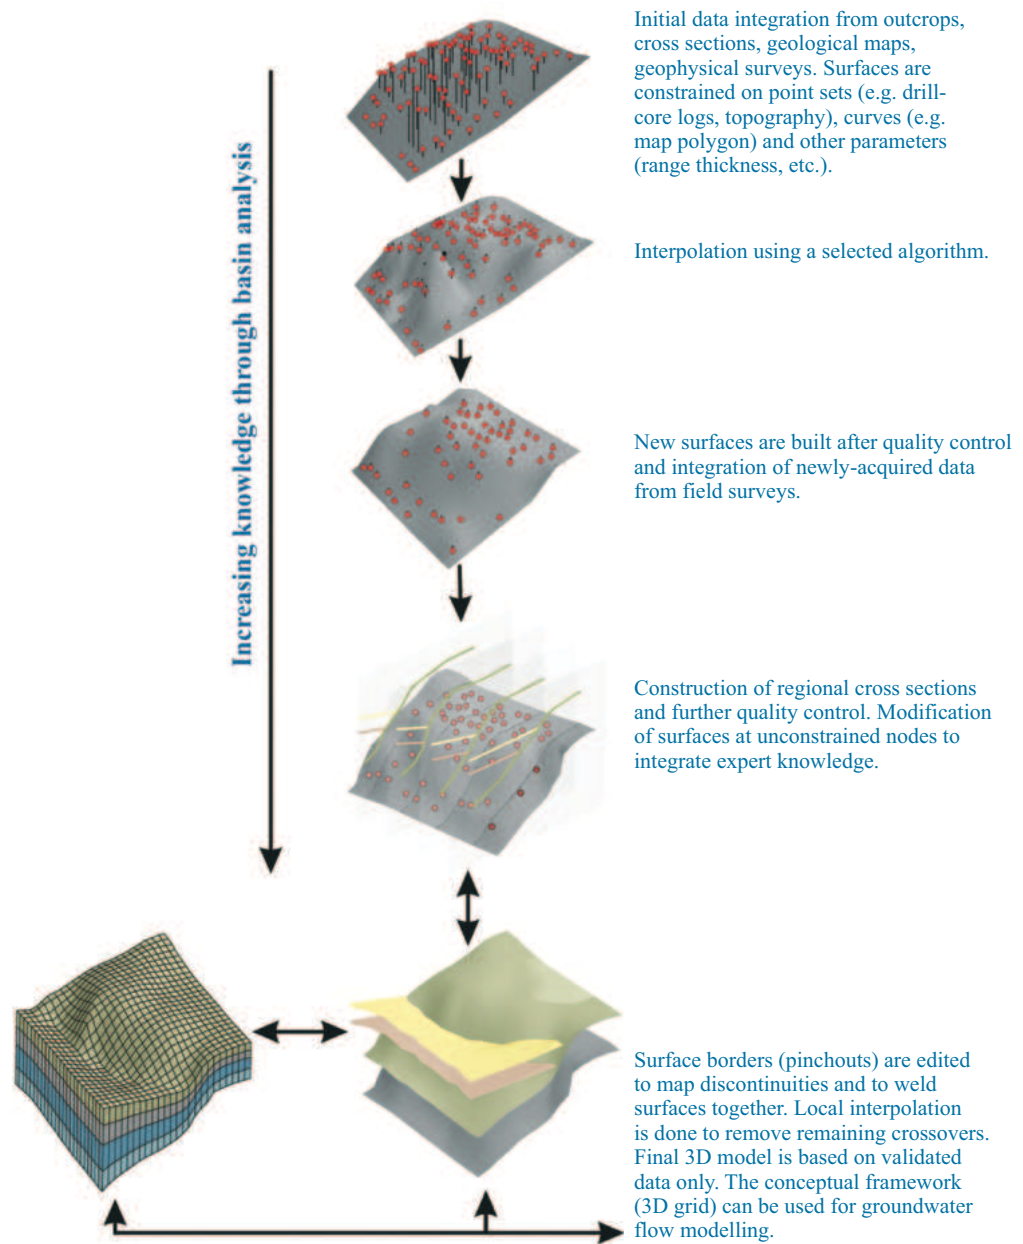 Initial data integration from outcrops,
cross sections, geological maps,
geophysical surveys. Surfaces are
constrained on point sets (e.g. drill-
core logs, topography), curves (e.g.
map polygon) and other parameters
(range thickness, etc.).
Interpolation using a selected algorithm.
Increasing knowledge through basin analysis
New surfaces are built after quality control
and integration of newly-acquired data
from field surveys.
Construction of regional cross sections
and further quality control. Modification
of surfaces at unconstrained nodes to
integrate expert knowledge.
Surface borders (pinchouts) are edited
to map discontinuities and to weld
surfaces together. Local interpolation
is done to remove remaining crossovers.
Final 3D model is based on validated
data only. The conceptual framework
(3D grid) can be used for groundwater
flow modelling.